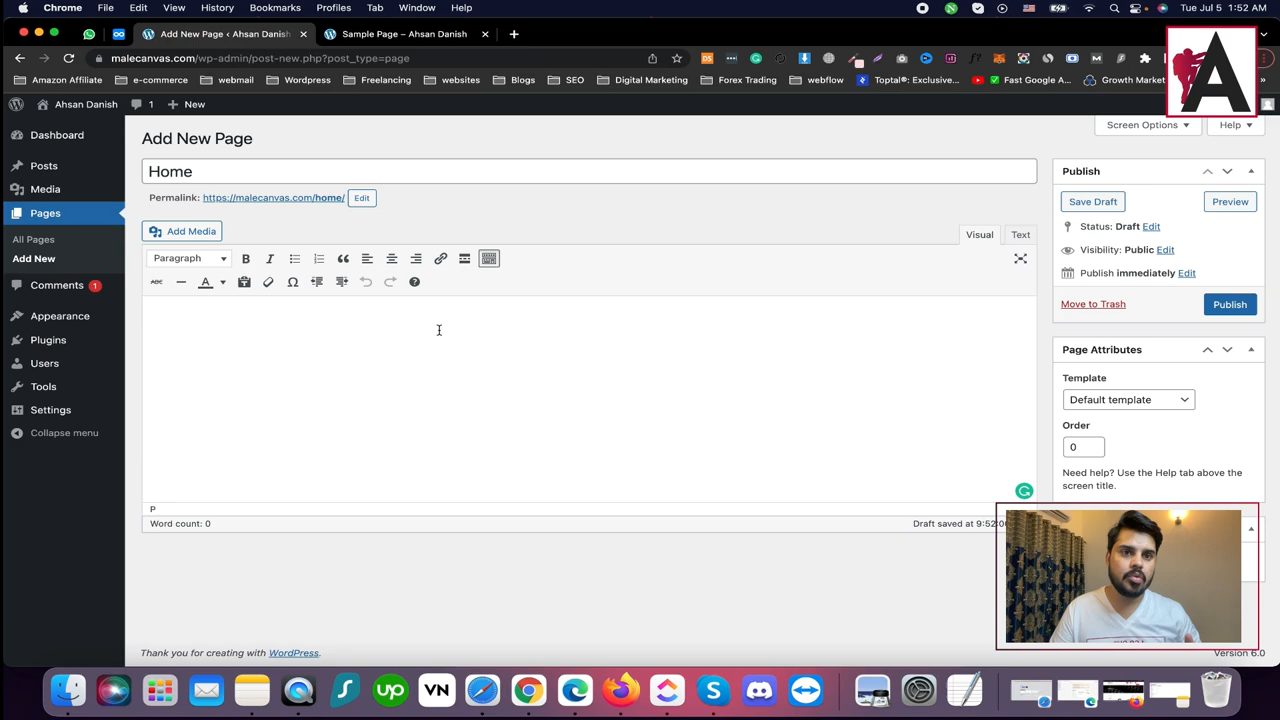 Chrome File Edit View History Bookmarks Profiles Tab Window Help Tue Jul 5 1:52 AM
Add New Page ‹ Ahsan Danish Sample Page – Ahsan Danish
malecanvas.com/wp-admin/post-new.php?post_type=page
Amazon Affiliate e-commerce webmail Wordpress Freelancing websites Blogs SEO Digital Marketing Forex Trading webflow Toptal®: Exclusive... Fast Google A... Growth Market
A
Ahsan Danish 1 New
Screen Options Help
Dashboard
Posts
Media
Pages
All Pages
Add New
Comments 1
Appearance
Plugins
Users
Tools
Settings
Collapse menu
Add New Page
Home
Permalink: https://malecanvas.com/home/ Edit
Add Media
Visual Text
Paragraph B I
ABC A
P
Word count: 0 Draft saved at 9:52:0
Publish
Save Draft Preview
Status: Draft Edit
Visibility: Public Edit
Publish immediately Edit
Move to Trash Publish
Page Attributes
Template
Default template
Order
0
Need help? Use the Help tab above the
screen title.
Thank you for creating with WordPress.
Version 6.0
up VN